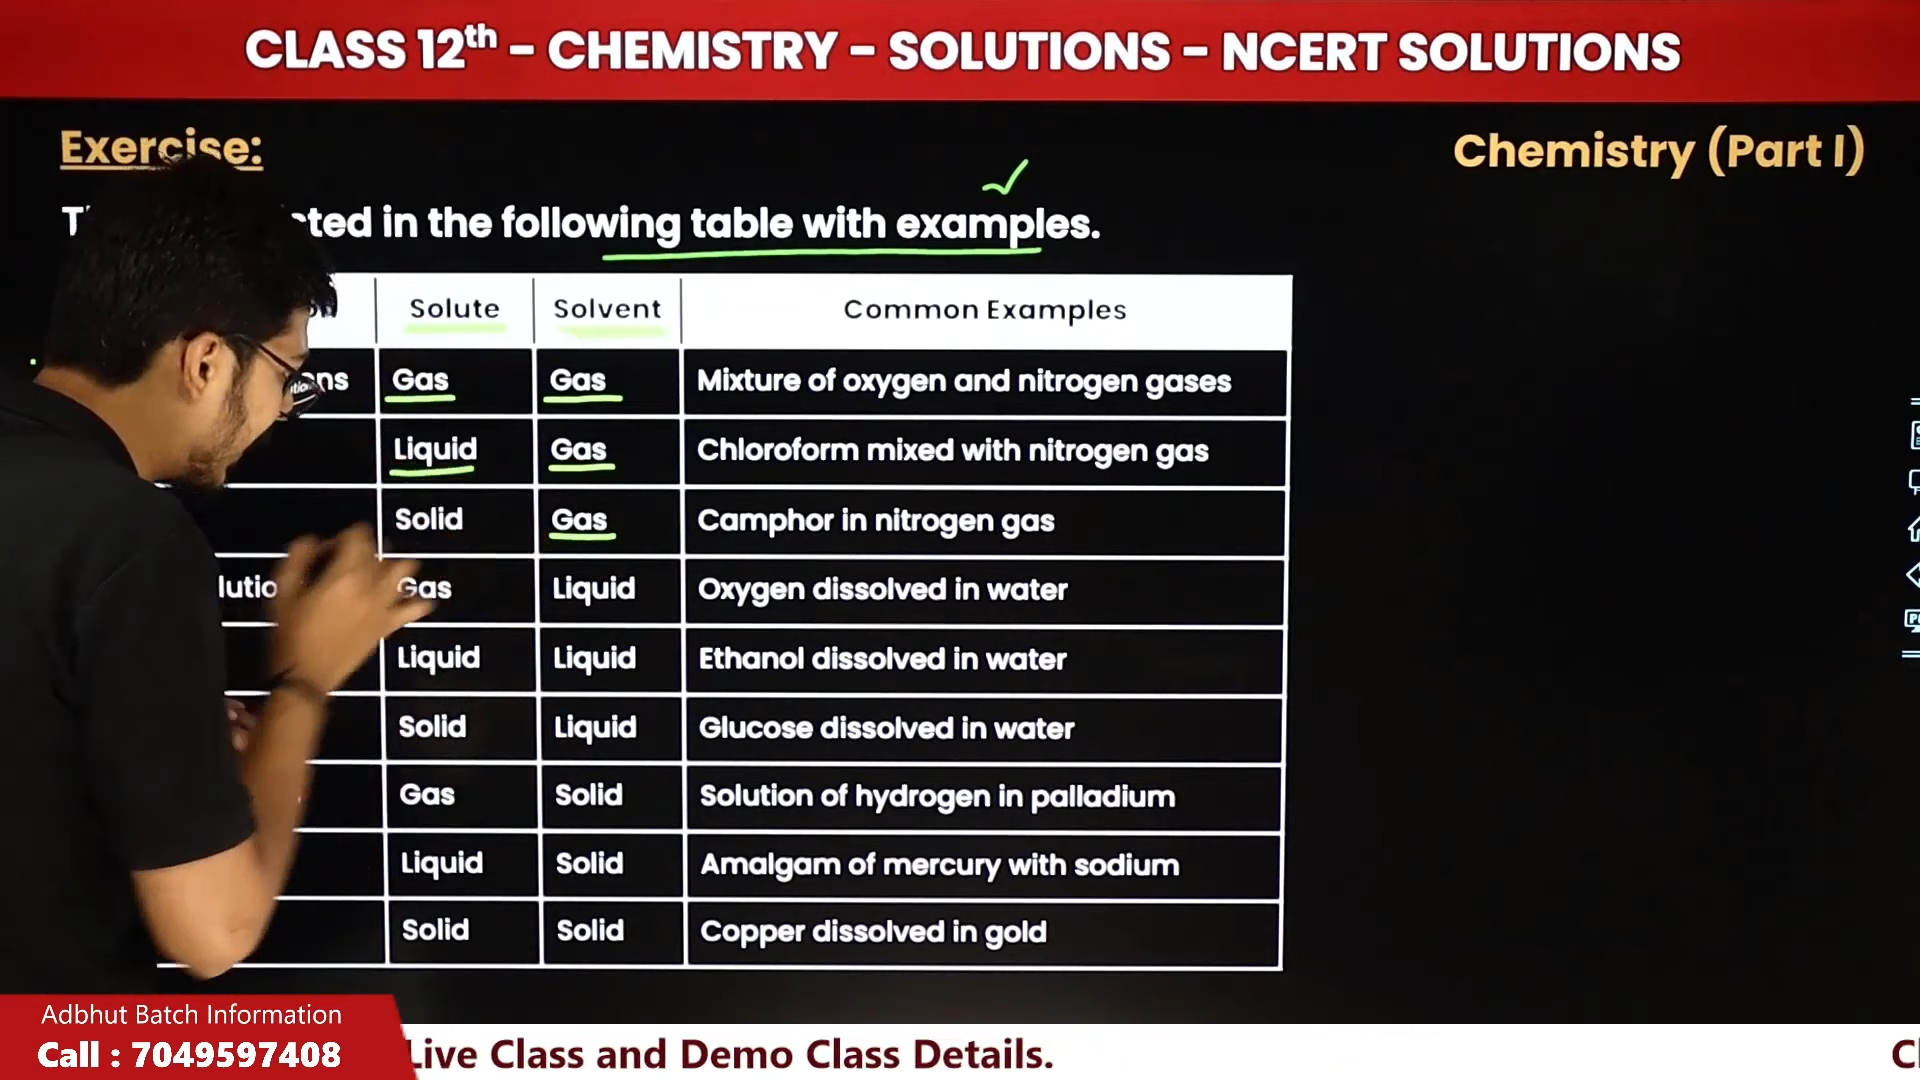 CLASS 12th - CHEMISTRY - SOLUTIONS - NCERT SOLUTIONS
Exercise:
Chemistry (Part I)
in the following table with examples.
Solute Solvent Common Examples
Gas Gas Mixture of oxygen and nitrogen gases
Liquid Gas Chloroform mixed with nitrogen gas
Solid Gas Camphor in nitrogen gas
Gas Liquid Oxygen dissolved in water
Liquid Liquid Ethanol dissolved in water
Solid Liquid Glucose dissolved in water
Gas Solid Solution of hydrogen in palladium
Liquid Solid Amalgam of mercury with sodium
Solid Solid Copper dissolved in gold
Adbhut Batch Information
Call : 7049597408
Live Class and Demo Class Details.